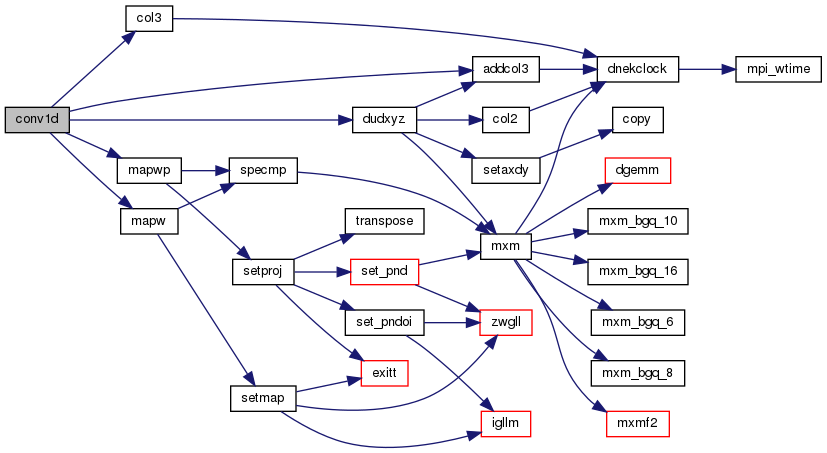 col3
addcol3
dnekclock
mpi_wtime
conv1d
dudxyz
col2
copy
mapwp
specmp
setaxdy
dgemm
mapw
transpose
mxm
mxm_bgq_10
setproj
set_pnd
mxm_bgq_16
set_pndoi
zwgll
mxm_bgq_6
exitt
mxm_bgq_8
setmap
igllm
mxmf2